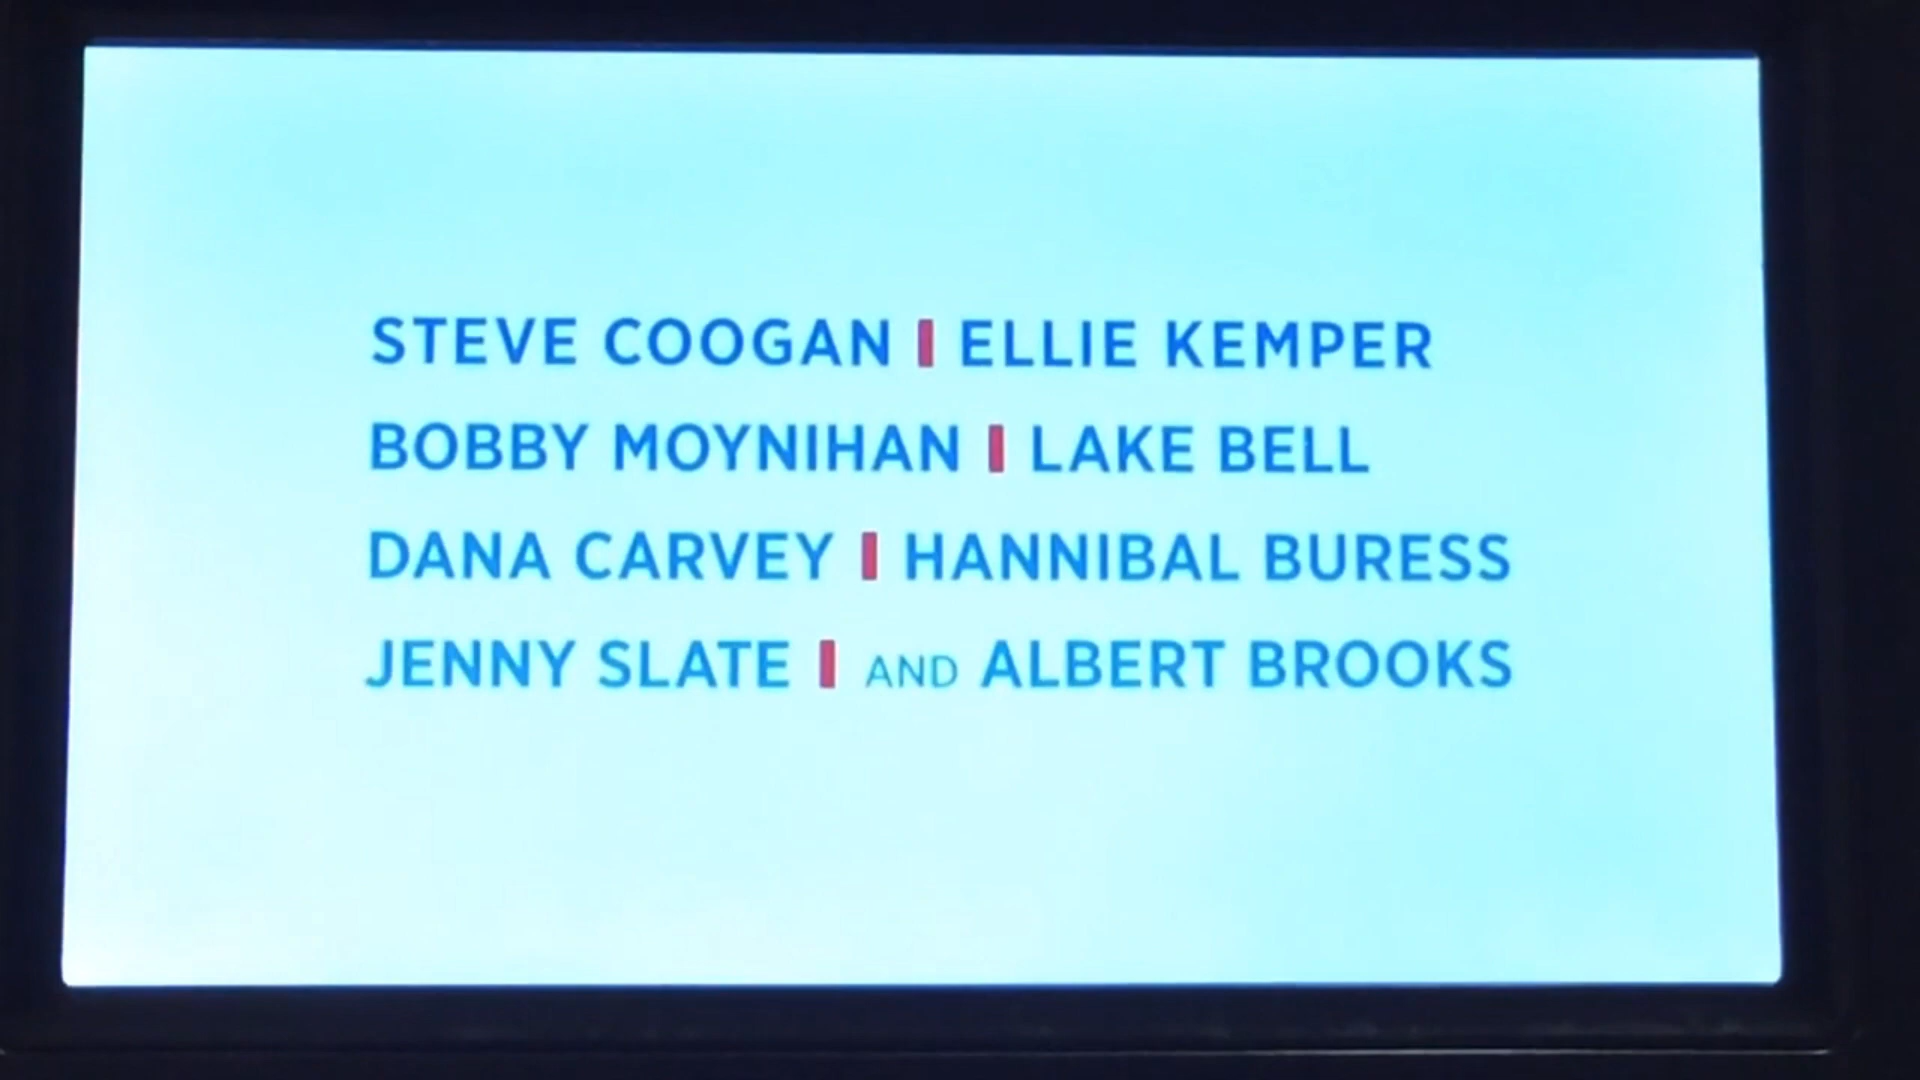 STEVE COOGAN | ELLIE KEMPER
BOBBY MOYNIHAN | LAKE BELL
DANA CARVEY | HANNIBAL BURESS
JENNY SLATE | AND ALBERT BROOKS